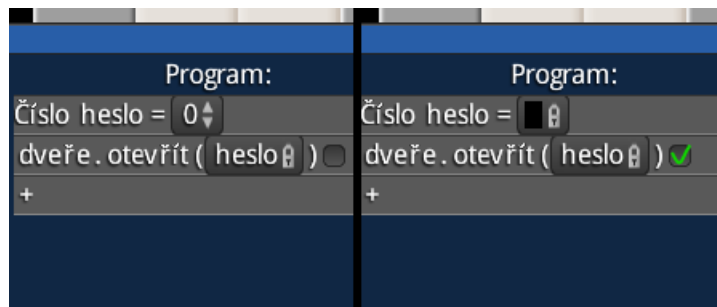 Program:
Číslo heslo = 0
dveře.otevřít( heslo )
+
Program:
Číslo heslo =
dveře.otevřít( heslo )
+